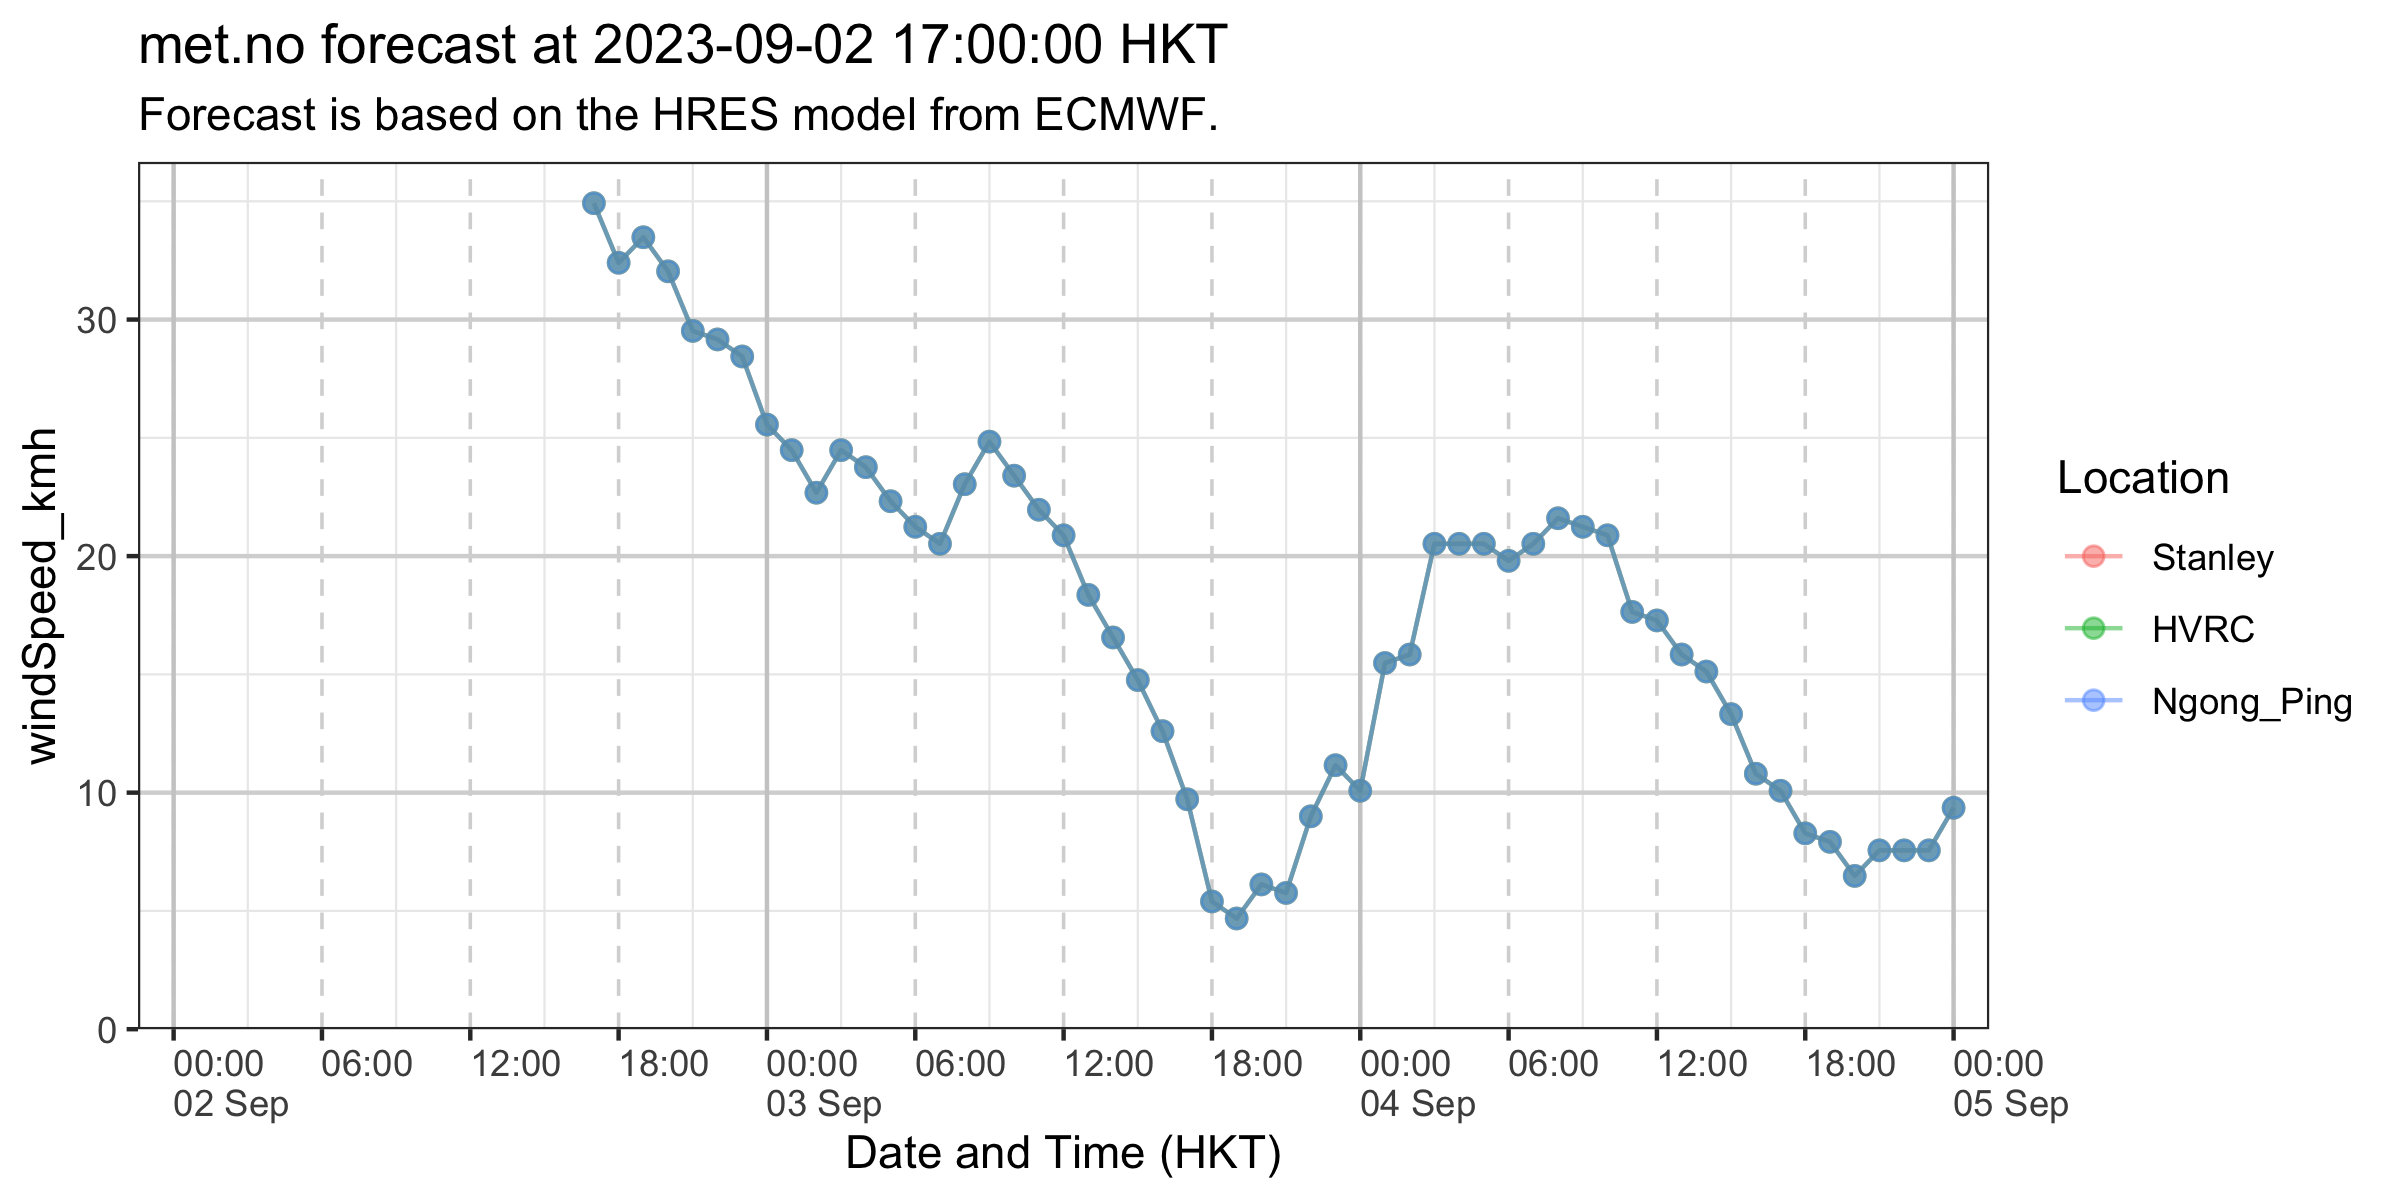 met.no forecast at 2023-09-02 17:00:00 HKT
Forecast is based on the HRES model from ECMWF.
windSpeed_kmh
30
20
10
0
00:00 06:00 12:00 18:00 00:00 06:00 12:00 18:00 00:00 06:00 12:00 18:00 00:00
02 Sep 03 Sep 04 Sep 05 Sep
Date and Time (HKT)
Location
Stanley
HVRC
Ngong_Ping